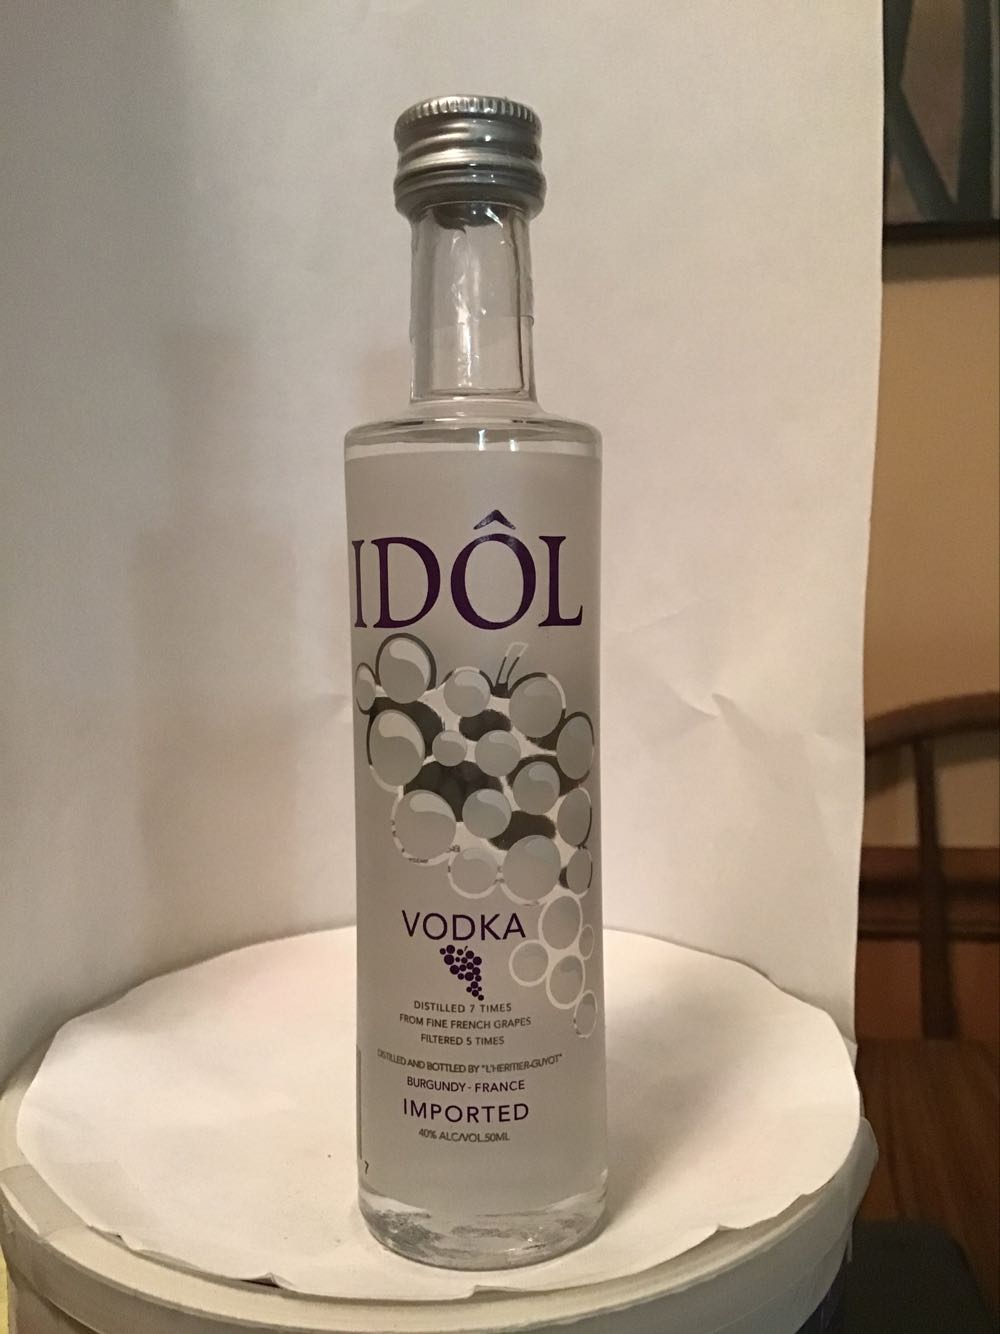 IDÔL
VODKA
DISTILLED 7 TIMES
FROM FINE FRENCH GRAPES
FILTERED 5 TIMES
DISTILLED AND BOTTLED BY "L'HERITIER-GUYOT"
BURGUNDY - FRANCE
IMPORTED
40% ALC/VOL.50ML
7